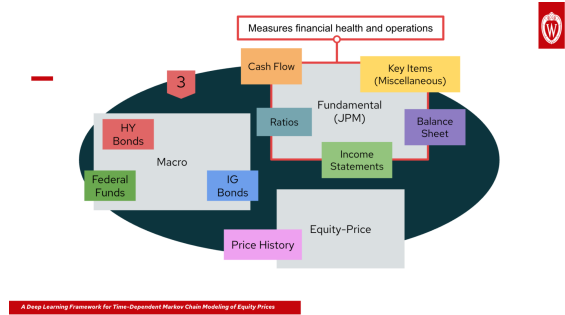 Measures financial health and operations
W
3
Cash Flow
Key Items
(Miscellaneous)
Fundamental
(JPM)
Ratios
Balance
Sheet
Income
Statements
HY
Bonds
Macro
Federal
Funds
IG
Bonds
Equity-Price
Price History
A Deep Learning Framework for Time-Dependent Markov Chain Modeling of Equity Prices